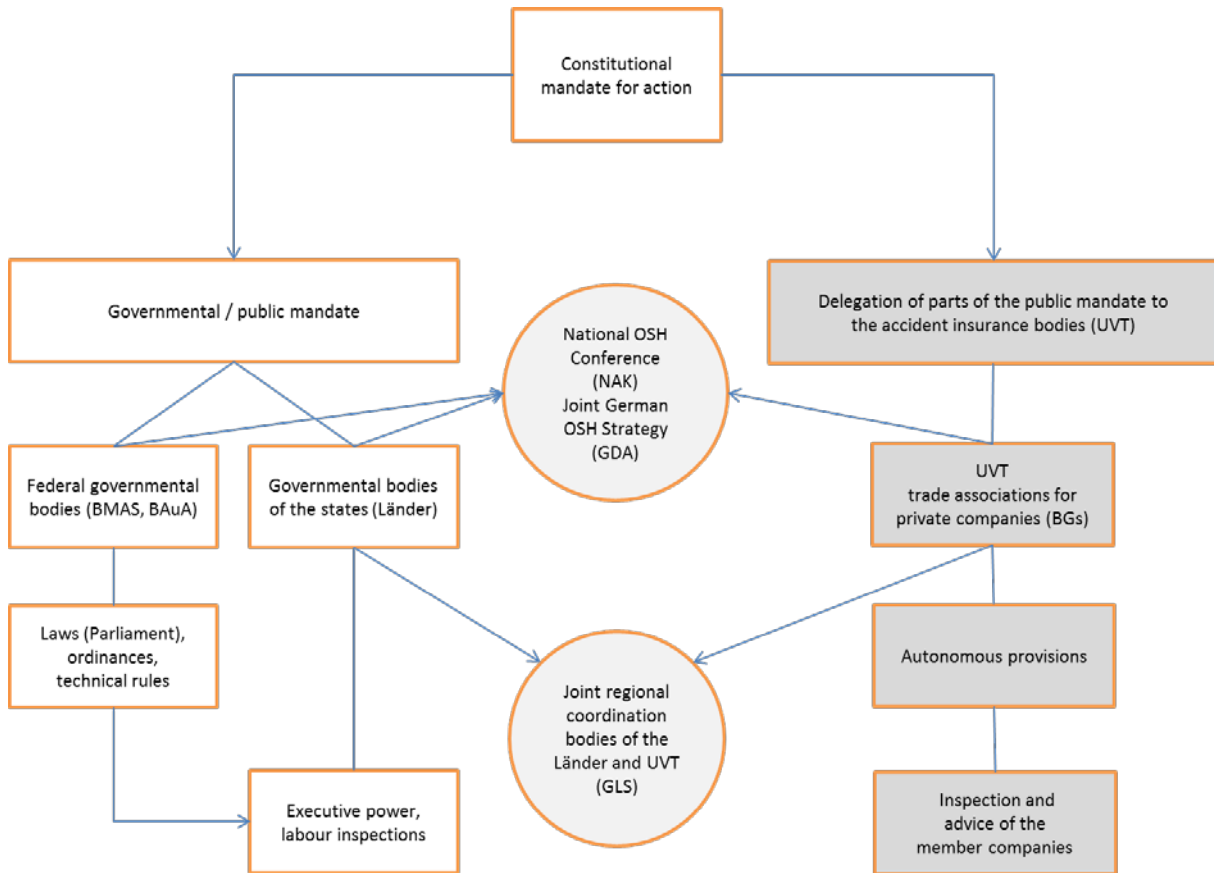 Constitutional
mandate for action
Governmental / public mandate
Delegation of parts of the public mandate to
the accident insurance bodies (UVT)
National OSH
Conference
(NAK)
Joint German
OSH Strategy
(GDA)
Federal governmental
bodies (BMAS, BAuA)
Governmental bodies
of the states (Länder)
UVT
trade associations for
private companies (BGs)
Laws (Parliament),
ordinances,
technical rules
Autonomous provisions
Joint regional
coordination
bodies of the
Länder and UVT
(GLS)
Executive power,
labour inspections
Inspection and
advice of the
member companies